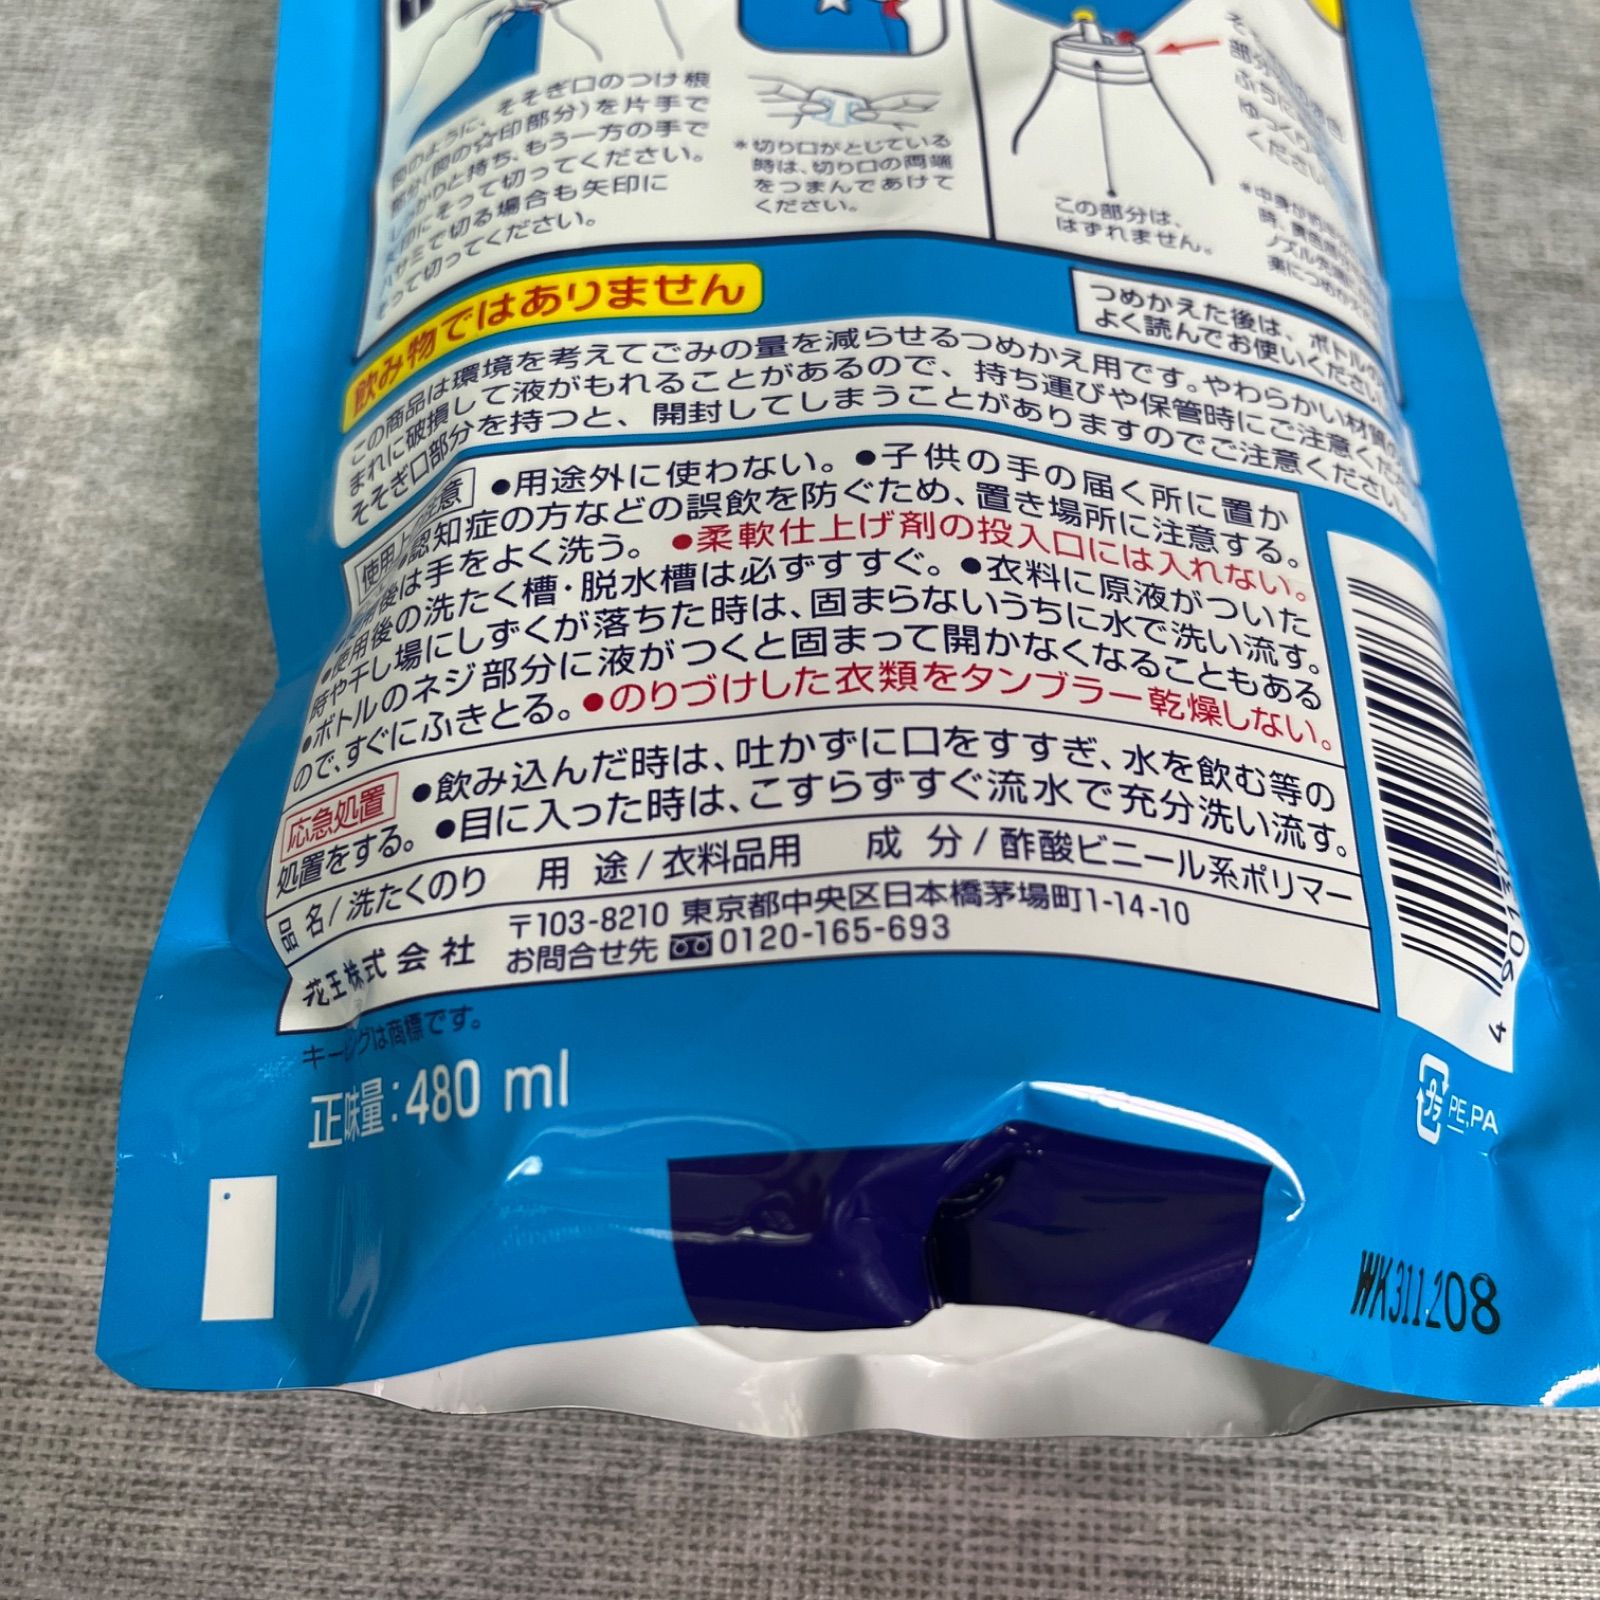 そそぎ口のつけ根
部分(図の☆印部分)を片手で
しっかりと持ち、もう一方の手で
矢印にそって切ってください。
ハサミで切る場合も矢印に
そって切ってください。
*切り口がとじている
時は、切り口の両端
をつまんであけて
ください。
この部分は、
はずれません。
ゆっくり
ください
つめかえた後は、ボトルの
よく読んでお使いください。
飲み物ではありません
この商品は環境を考えてごみの量を減らせるつめかえ用です。やわらかい材質の
まれに破損して液がもれることがあるので、持ち運びや保管時にご注意ください
そそぎ口部分を持つと、開封してしまうことがありますのでご注意ください。
使用上の注意 ●用途外に使わない。●子供の手の届く所に置か
●認知症の方などの誤飲を防ぐため、置き場所に注意する。
使用後は手をよく洗う。●柔軟仕上げ剤の投入口には入れない。
●使用後の洗たく槽・脱水槽は必ずすすぐ。●衣料に原液がついた
時や干し場にしずくが落ちた時は、固まらないうちに水で洗い流す。
●ボトルのネジ部分に液がつくと固まって開かなくなることもある
ので、すぐにふきとる。●のりづけした衣類をタンブラー乾燥しない。
応急処置 ●飲み込んだ時は、吐かずに口をすすぎ、水を飲む等の
処置をする。●目に入った時は、こすらずすぐ流水で充分洗い流す。
品名/洗たくのり 用途/衣料品用 成分/酢酸ビニール系ポリマー
花王株式会社 〒103-8210 東京都中央区日本橋茅場町1-14-10
お問合せ先 0120-165-693
キーピングは商標です。
正味量:480 ml
プラ PE,PA
WK311208